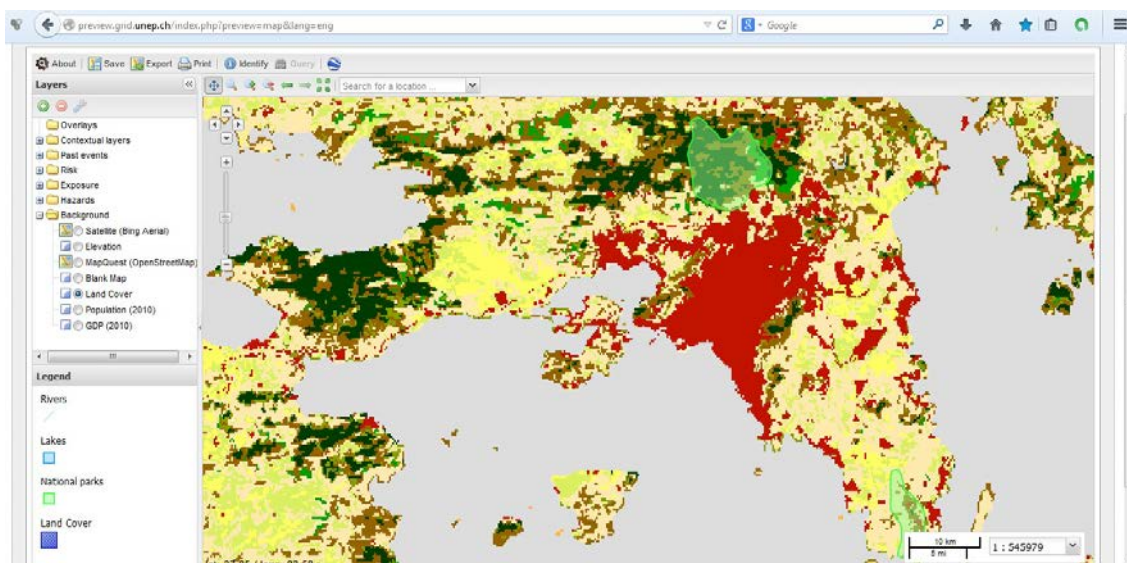 preview.grid.unep.ch/index.php?preview=map&lang=eng
Google
About Save Export Print Identify Query
Layers
Search for a location ...
Overlays
Contextual layers
Past events
Risk
Exposure
Hazards
Background
Satellite (Bing Aerial)
Elevation
MapQuest (OpenStreetMap)
Blank Map
Land Cover
Population (2010)
GDP (2010)
Legend
Rivers
Lakes
National parks
Land Cover
10 km
5 mi
1 : 545979